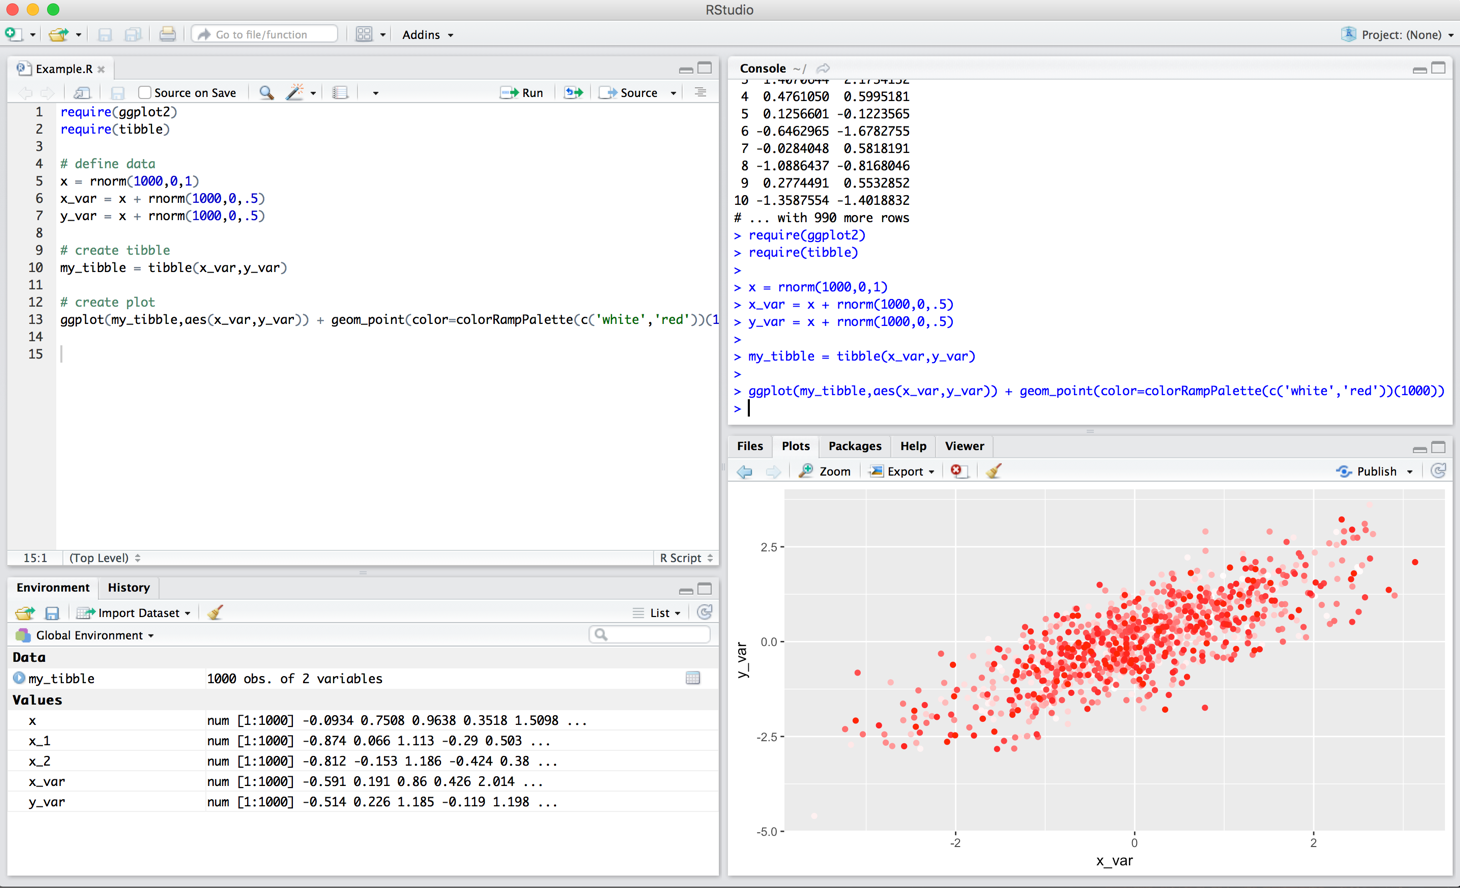 RStudio
Go to file/function
Addins
Project: (None)
Example.R
Source on Save
Run
Source
1 require(ggplot2)
2 require(tibble)
3
4 # define data
5 x = rnorm(1000,0,1)
6 x_var = x + rnorm(1000,0,.5)
7 y_var = x + rnorm(1000,0,.5)
8
9 # create tibble
10 my_tibble = tibble(x_var,y_var)
11
12 # create plot
13 ggplot(my_tibble,aes(x_var,y_var)) + geom_point(color=colorRampPalette(c('white','red'))(1
14
15
15:1 (Top Level) R Script
Console ~/
4 0.4761050 0.5995181
5 0.1256601 -0.1223565
6 -0.6462965 -1.6782755
7 -0.0284048 0.5818191
8 -1.0886437 -0.8168046
9 0.2774491 0.5532852
10 -1.3587554 -1.4018832
# ... with 990 more rows
> require(ggplot2)
> require(tibble)
>
> x = rnorm(1000,0,1)
> x_var = x + rnorm(1000,0,.5)
> y_var = x + rnorm(1000,0,.5)
>
> my_tibble = tibble(x_var,y_var)
>
> ggplot(my_tibble,aes(x_var,y_var)) + geom_point(color=colorRampPalette(c('white','red'))(1000))
>
Environment History
Import Dataset List
Global Environment
Data
my_tibble 1000 obs. of 2 variables
Values
x num [1:1000] -0.0934 0.7508 0.9638 0.3518 1.5098 ...
x_1 num [1:1000] -0.874 0.066 1.113 -0.29 0.503 ...
x_2 num [1:1000] -0.812 -0.153 1.186 -0.424 0.38 ...
x_var num [1:1000] -0.591 0.191 0.86 0.426 2.014 ...
y_var num [1:1000] -0.514 0.226 1.185 -0.119 1.198 ...
Files Plots Packages Help Viewer
Zoom Export Publish
2.5
0.0
-2.5
-5.0
y_var
-2 0 2
x_var